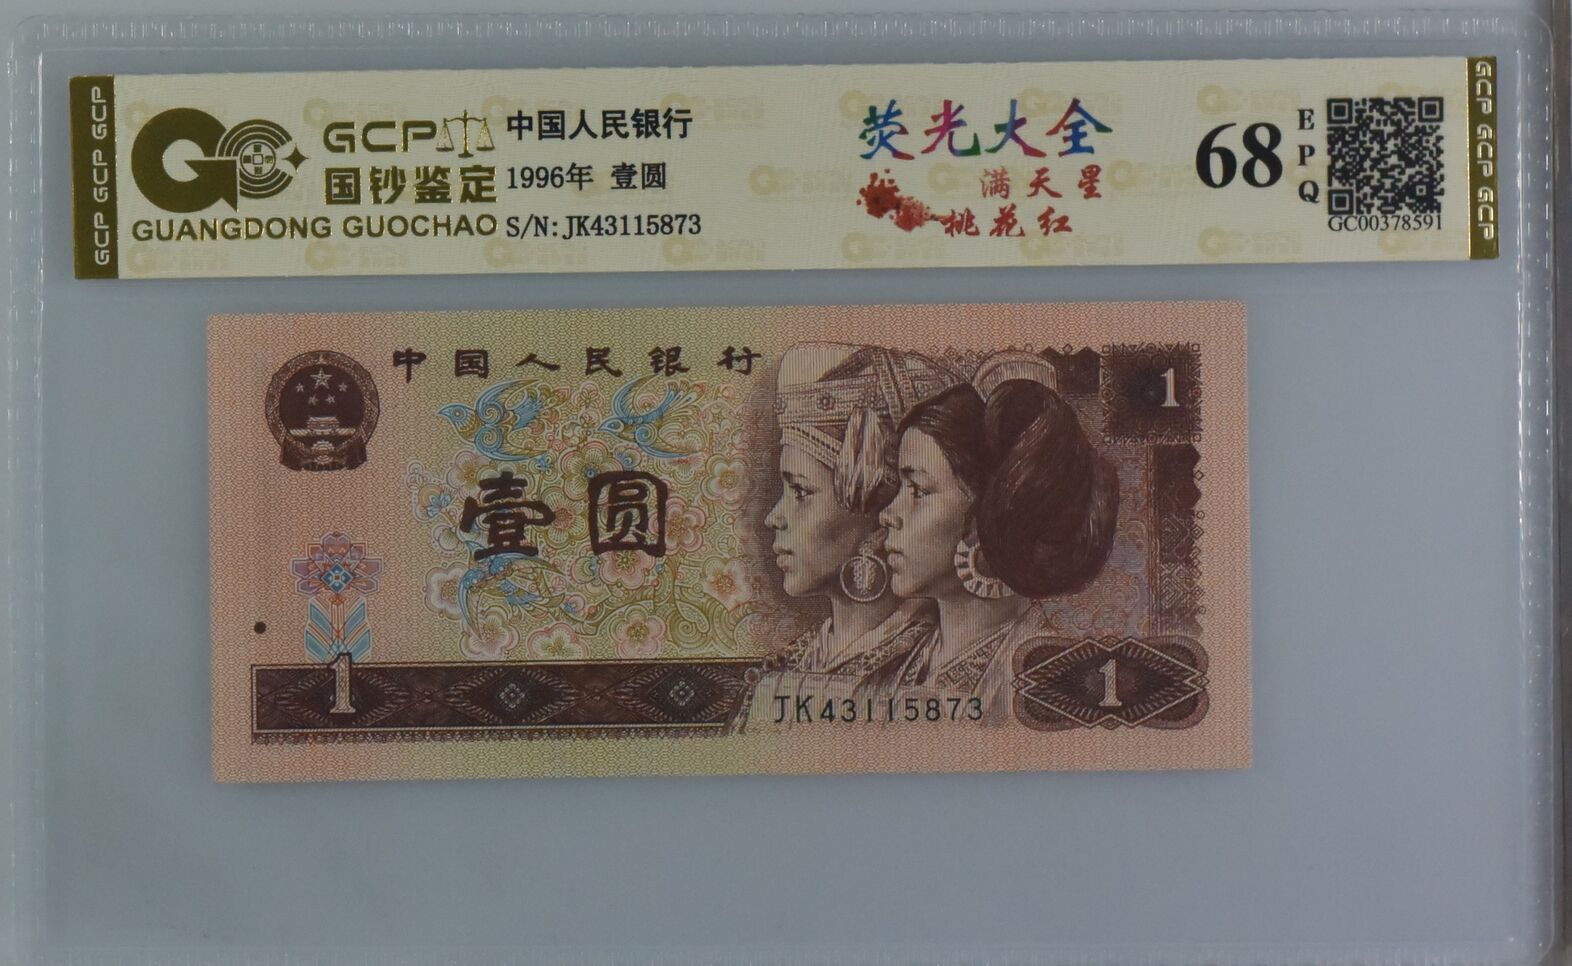 GCP GCP GCP
GCP
国钞鉴定
GUANGDONG GUOCHAO
中国人民银行
1996年 壹圆
S/N: JK43115873
荧光大全
满天星
桃花红
68
EPQ
GC00378591
GCP GCP GCP
中国人民银行
1
壹圆
1
JK43115873
1